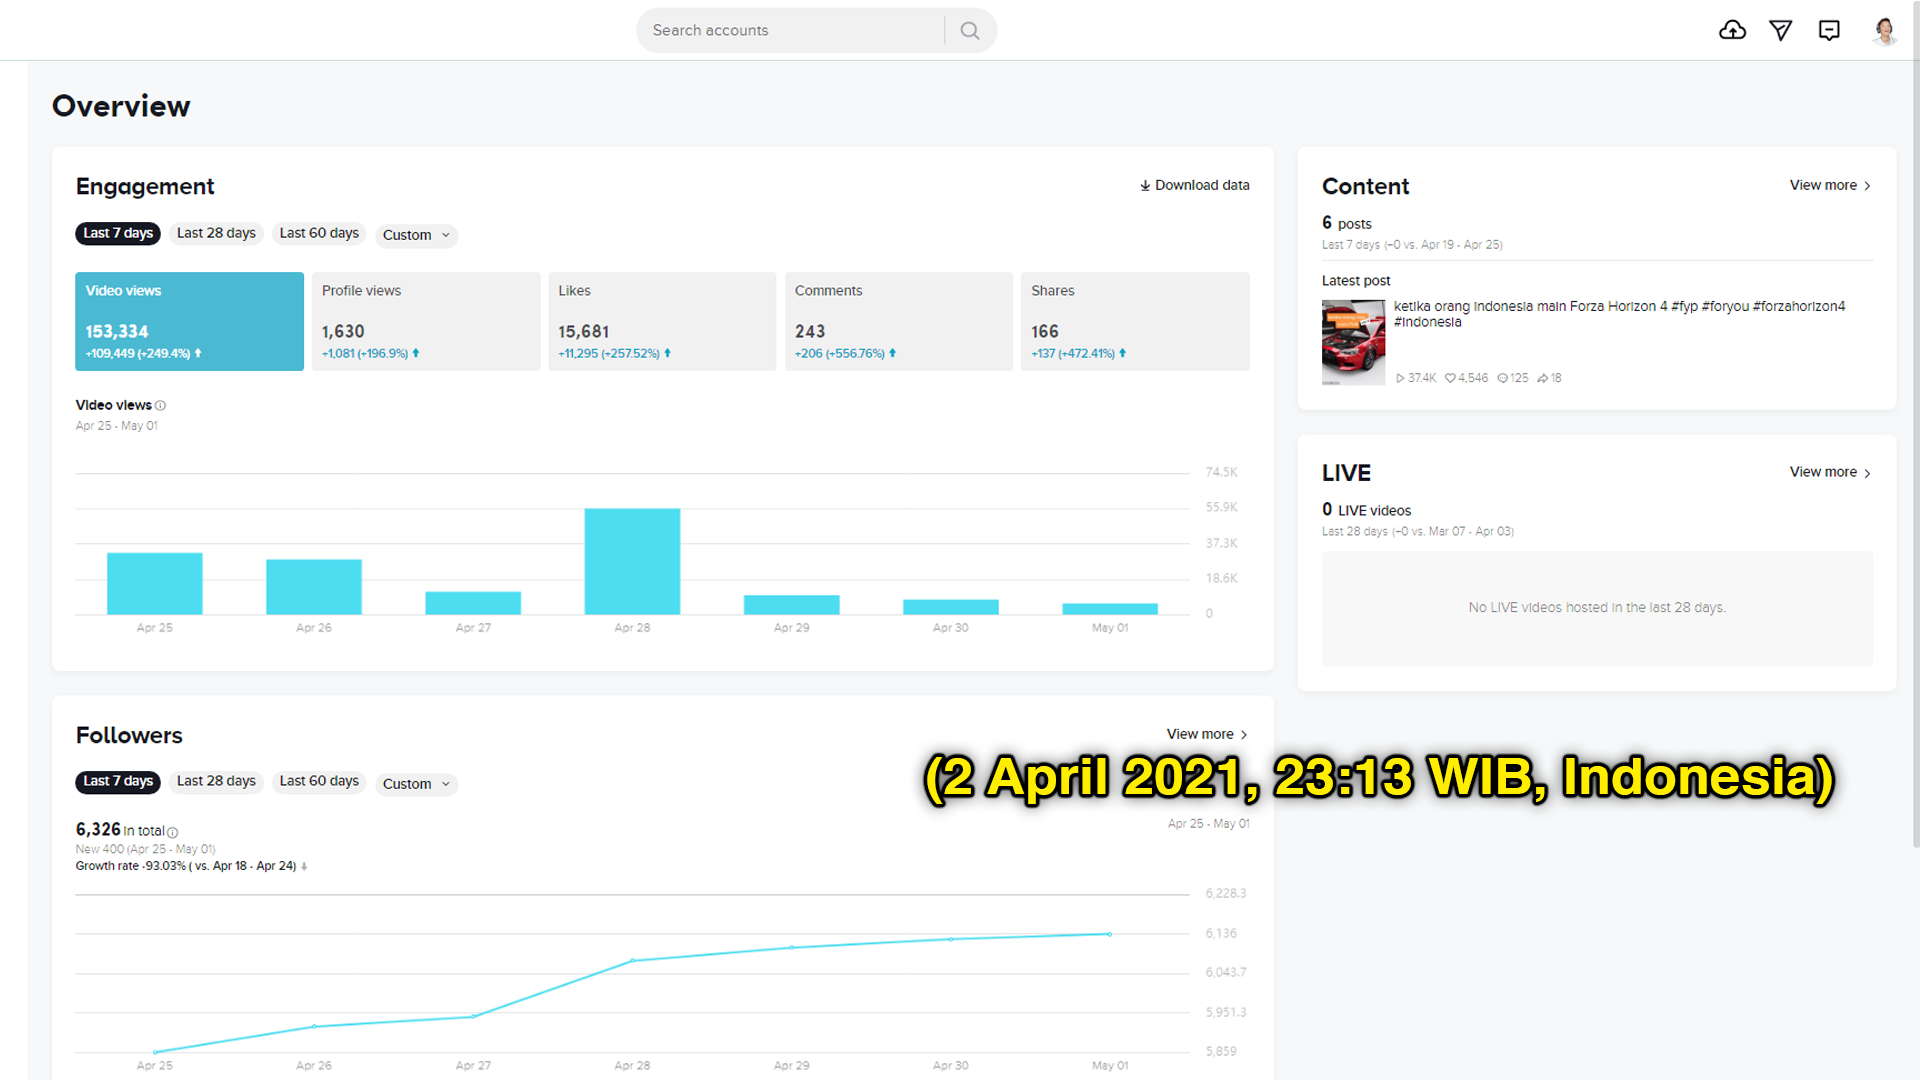 Search accounts
Overview
Engagement
Download data
Last 7 days
Last 28 days
Last 60 days
Custom
Video views
153,334
+109,449 (+249.4%)
Profile views
1,630
+1,081 (+196.9%)
Likes
15,681
+11,295 (+257.52%)
Comments
243
+206 (+556.76%)
Shares
166
+137 (+472.41%)
Video views
Apr 25 - May 01
74.5K
55.9K
37.3K
18.6K
0
Apr 25
Apr 26
Apr 27
Apr 28
Apr 29
Apr 30
May 01
Content
View more
6 posts
Last 7 days (+0 vs. Apr 19 - Apr 25)
Latest post
ketika orang Indonesia main Forza Horizon 4 #fyp #foryou #forzahorizon4
#indonesia
37.4K 4,546 125 18
LIVE
View more
0 LIVE videos
Last 28 days (+0 vs. Mar 07 - Apr 03)
No LIVE videos hosted in the last 28 days.
Followers
View more
(2 April 2021, 23:13 WIB, Indonesia)
Last 7 days
Last 28 days
Last 60 days
Custom
6,326 in total
New 400 (Apr 25 - May 01)
Growth rate -93.03% ( vs. Apr 18 - Apr 24)
Apr 25 - May 01
6,228.3
6,136
6,043.7
5,951.3
5,859
Apr 25
Apr 26
Apr 27
Apr 28
Apr 29
Apr 30
May 01